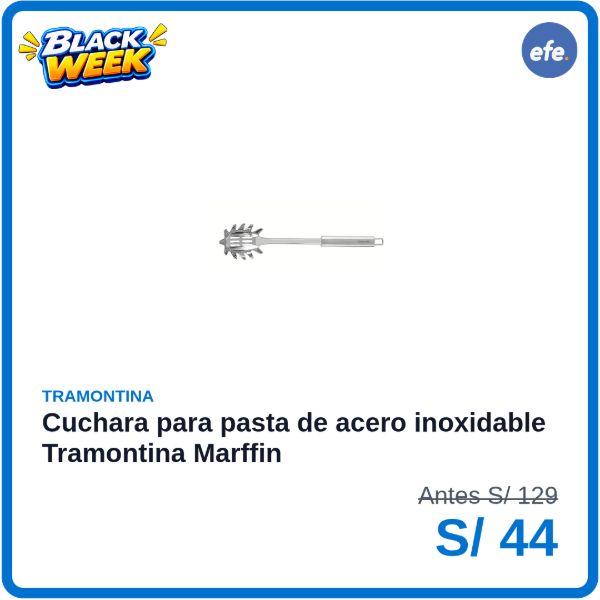 BLACK
WEEK
efe.
TRAMONTINA
Cuchara para pasta de acero inoxidable
Tramontina Marffin
Antes S/ 129
S/ 44